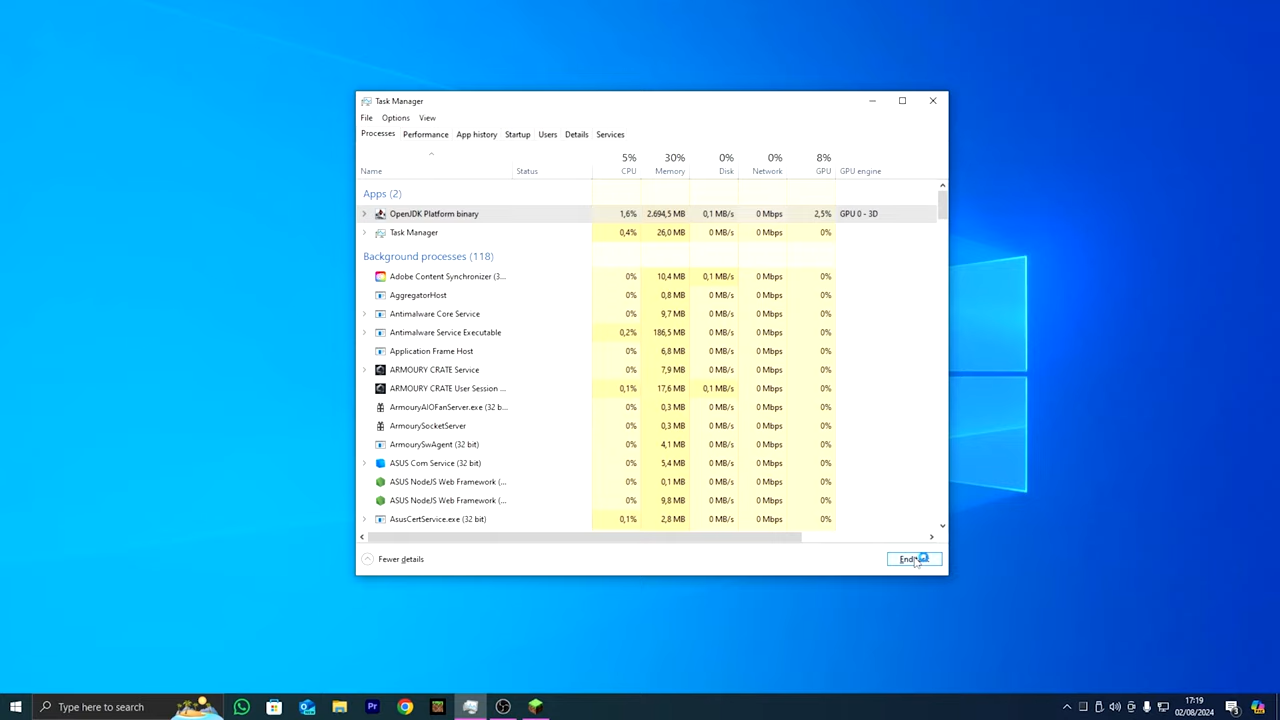 Task Manager
File Options View
Processes Performance App history Startup Users Details Services
5% 30% 0% 0% 8%
Name Status CPU Memory Disk Network GPU GPU engine
Apps (2)
OpenJDK Platform binary 1,6% 2.694,5 MB 0,1 MB/s 0 Mbps 2,5% GPU 0 - 3D
Task Manager 0,4% 26,0 MB 0 MB/s 0 Mbps 0%
Background processes (118)
Adobe Content Synchronizer (3... 0% 10,4 MB 0,1 MB/s 0 Mbps 0%
AggregatorHost 0% 0,8 MB 0 MB/s 0 Mbps 0%
Antimalware Core Service 0% 9,7 MB 0 MB/s 0 Mbps 0%
Antimalware Service Executable 0,2% 186,5 MB 0 MB/s 0 Mbps 0%
Application Frame Host 0% 6,8 MB 0 MB/s 0 Mbps 0%
ARMOURY CRATE Service 0% 7,9 MB 0 MB/s 0 Mbps 0%
ARMOURY CRATE User Session ... 0,1% 17,6 MB 0,1 MB/s 0 Mbps 0%
ArmouryAIOFanServer.exe (32 b... 0% 0,3 MB 0 MB/s 0 Mbps 0%
ArmourySocketServer 0% 0,3 MB 0 MB/s 0 Mbps 0%
ArmourySwAgent (32 bit) 0% 4,1 MB 0 MB/s 0 Mbps 0%
ASUS Com Service (32 bit) 0% 5,4 MB 0 MB/s 0 Mbps 0%
ASUS NodeJS Web Framework (... 0% 0,1 MB 0 MB/s 0 Mbps 0%
ASUS NodeJS Web Framework (... 0% 9,8 MB 0 MB/s 0 Mbps 0%
AsusCertService.exe (32 bit) 0,1% 2,8 MB 0 MB/s 0 Mbps 0%
Fewer details
End
Type here to search
17:19
02/08/2024